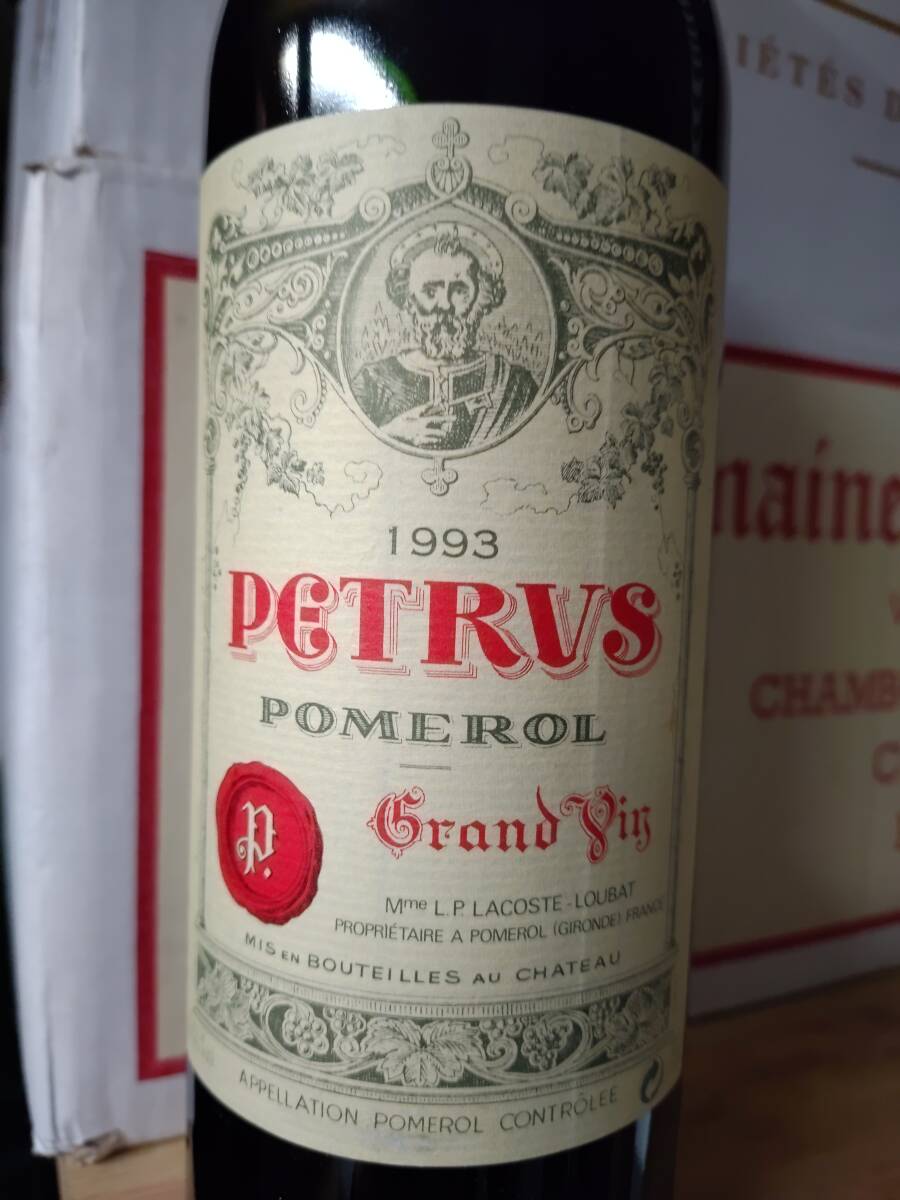 IÉTÉS D
1993
PETRVS
POMEROL
Grand Vin
P.
Mme L.P. LACOSTE-LOUBAT
PROPRIÉTAIRE A POMEROL (GIRONDE) FRANCE
MIS EN BOUTEILLES AU CHATEAU
APPELLATION POMEROL CONTRÔLEE
maine
CHAMB